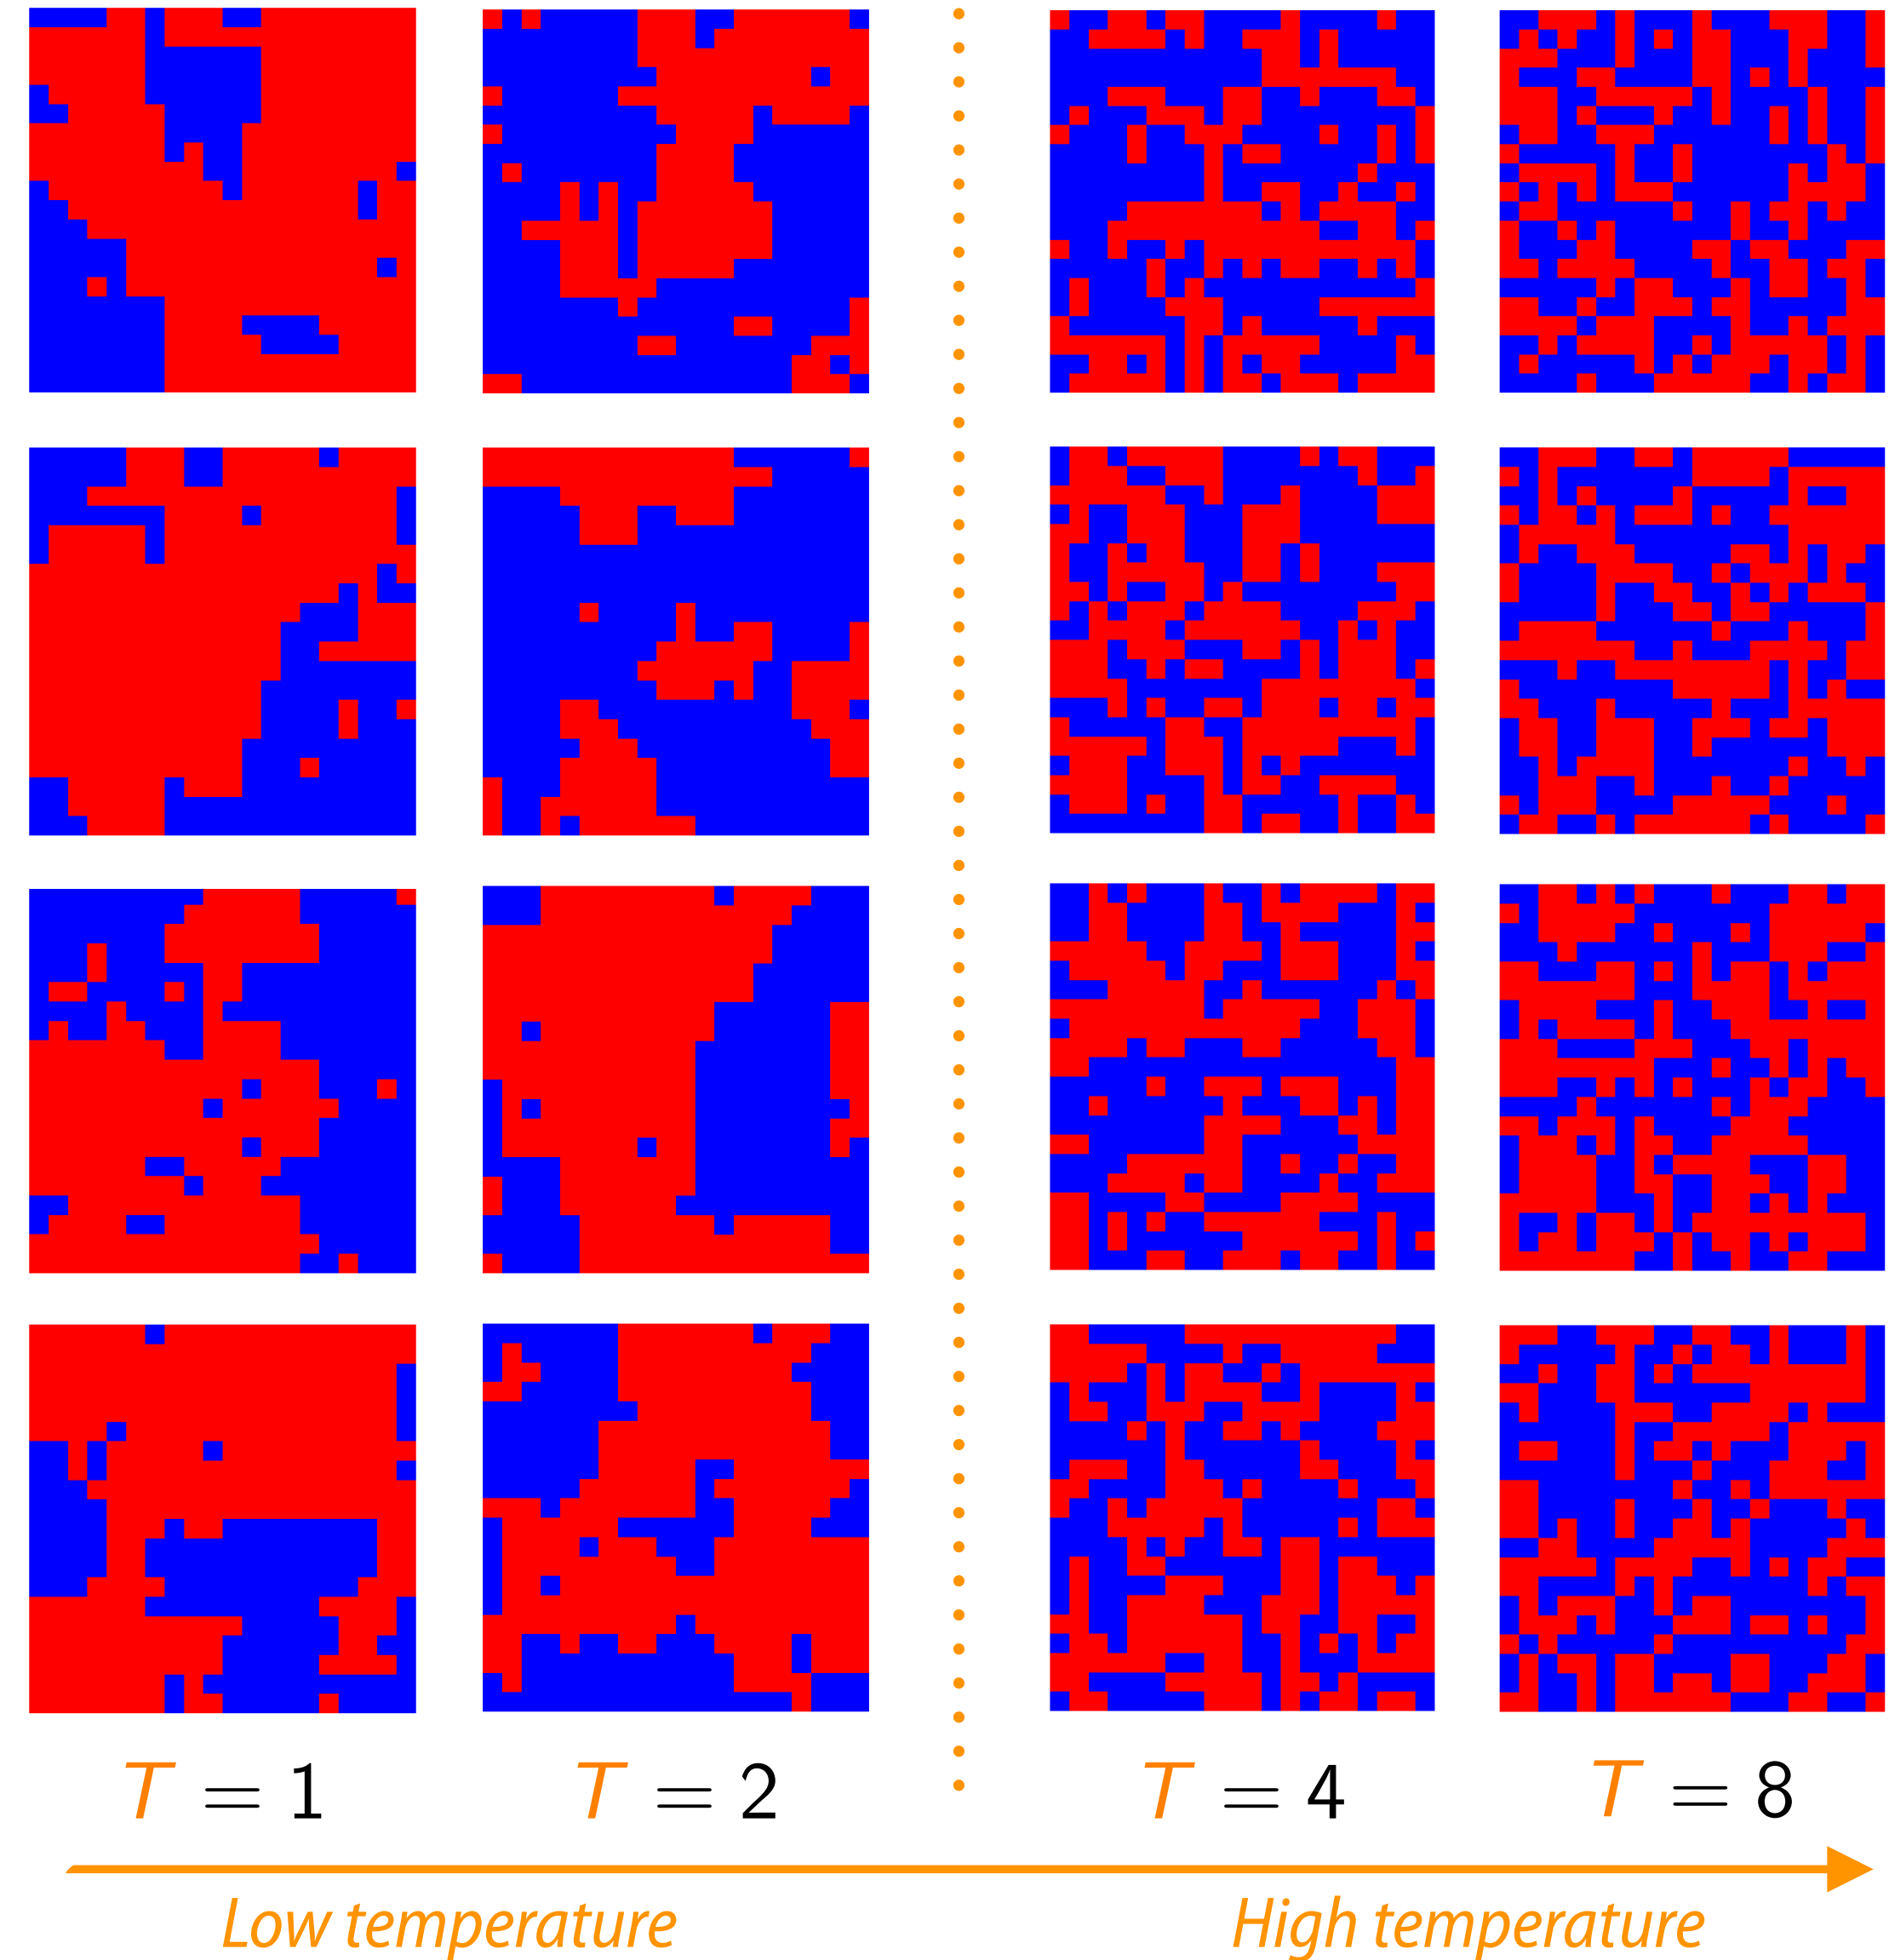 T = 1
T = 2
T = 4
T = 8
Low temperature
High temperature